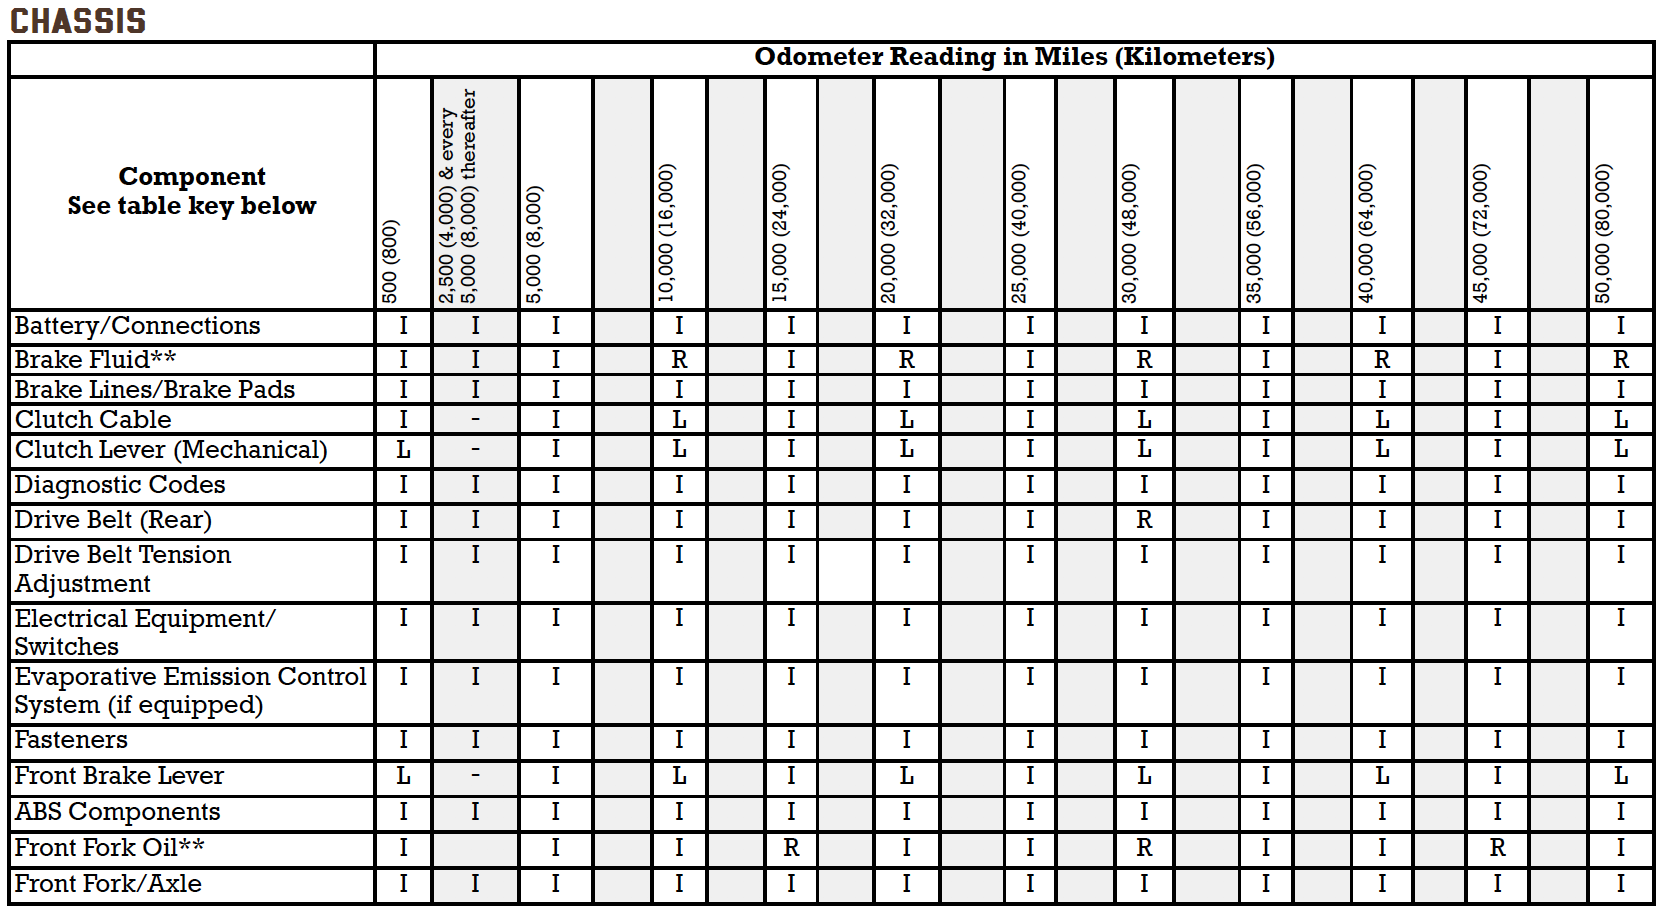 CHASSIS
Odometer Reading in Miles (Kilometers)
Component
See table key below
500 (800)
2,500 (4,000) & every
5,000 (8,000) thereafter
5,000 (8,000)
10,000 (16,000)
15,000 (24,000)
20,000 (32,000)
25,000 (40,000)
30,000 (48,000)
35,000 (56,000)
40,000 (64,000)
45,000 (72,000)
50,000 (80,000)
Battery/Connections I I I I I I I I I I I I
Brake Fluid** I I I R I R I R I R I R
Brake Lines/Brake Pads I I I I I I I I I I I I
Clutch Cable I - I L I L I L I L I L
Clutch Lever (Mechanical) L - I L I L I L I L I L
Diagnostic Codes I I I I I I I I I I I I
Drive Belt (Rear) I I I I I I I R I I I I
Drive Belt Tension I I I I I I I I I I I I
Adjustment
Electrical Equipment/ I I I I I I I I I I I I
Switches
Evaporative Emission Control I I I I I I I I I I I I
System (if equipped)
Fasteners I I I I I I I I I I I I
Front Brake Lever L - I L I L I L I L I L
ABS Components I I I I I I I I I I I I
Front Fork Oil** I I I R I I R I I R I
Front Fork/Axle I I I I I I I I I I I I